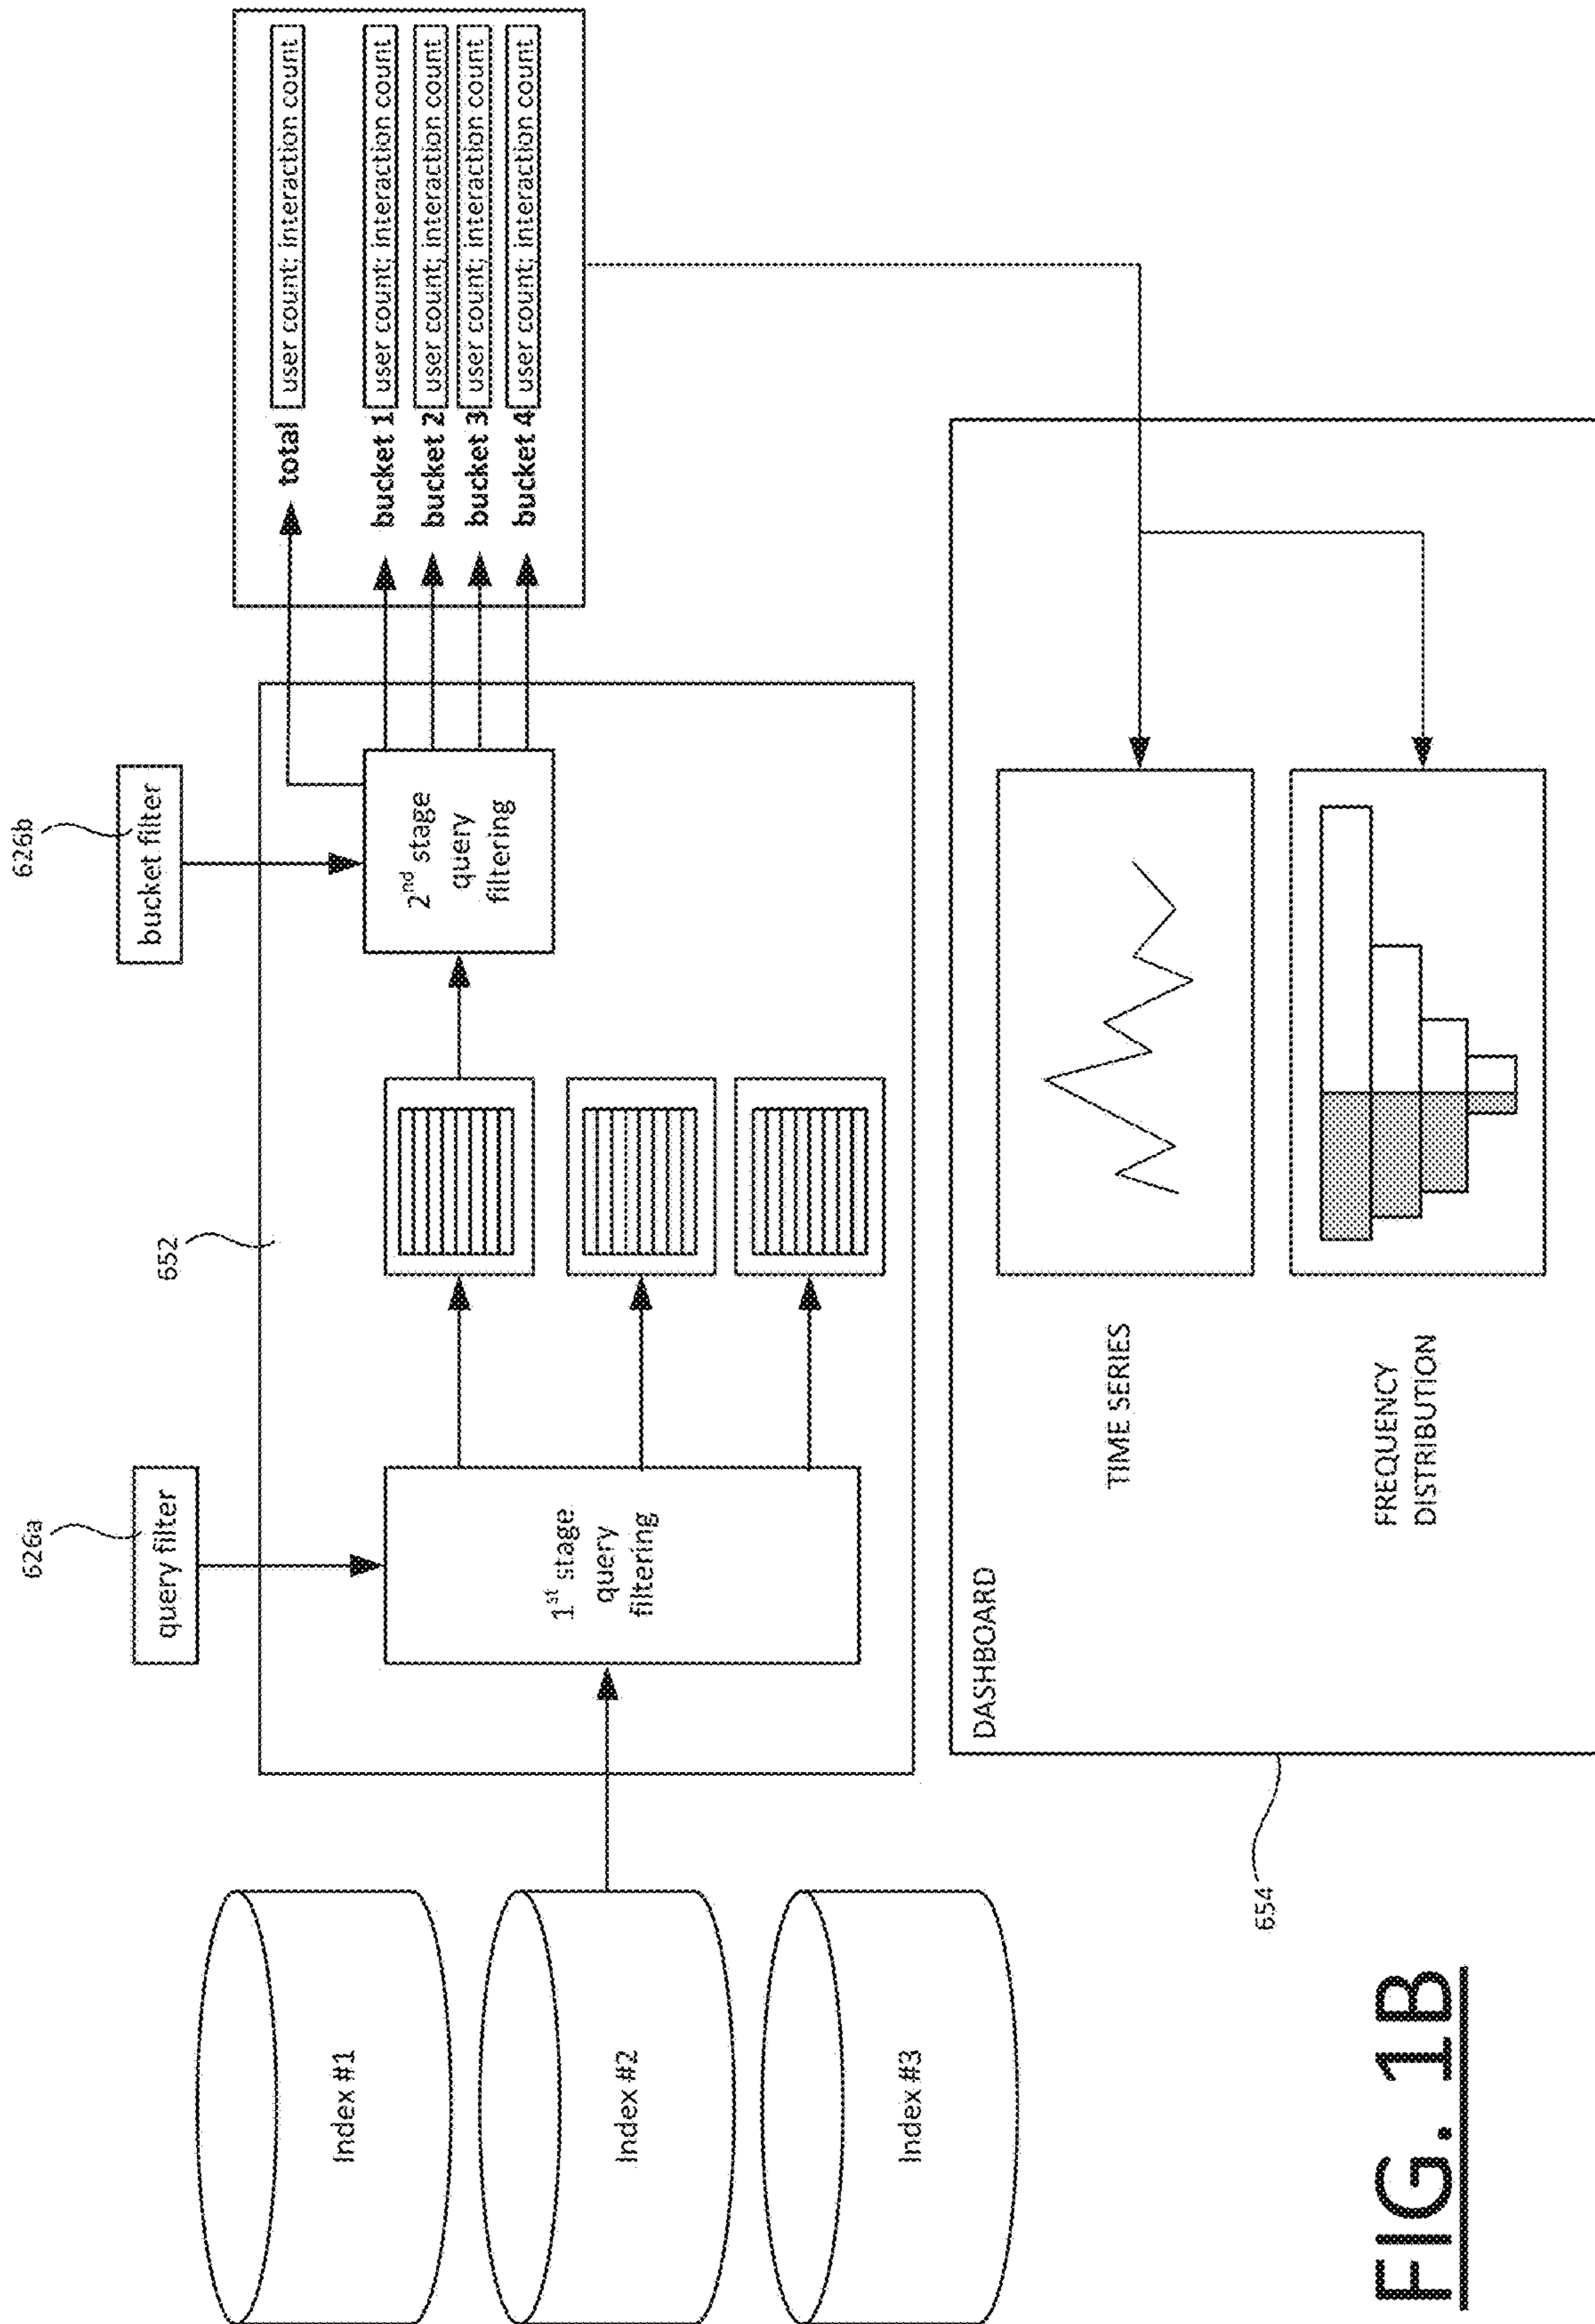 626a
626b
query filter
bucket filter
652
Index #1
Index #2
Index #3
1st stage
query
filtering
2nd stage
query
filtering
total user count; interaction count
bucket 1 user count; interaction count
bucket 2 user count; interaction count
bucket 3 user count; interaction count
bucket 4 user count; interaction count
DASHBOARD
TIME SERIES
FREQUENCY
DISTRIBUTION
654
FIG. 1B